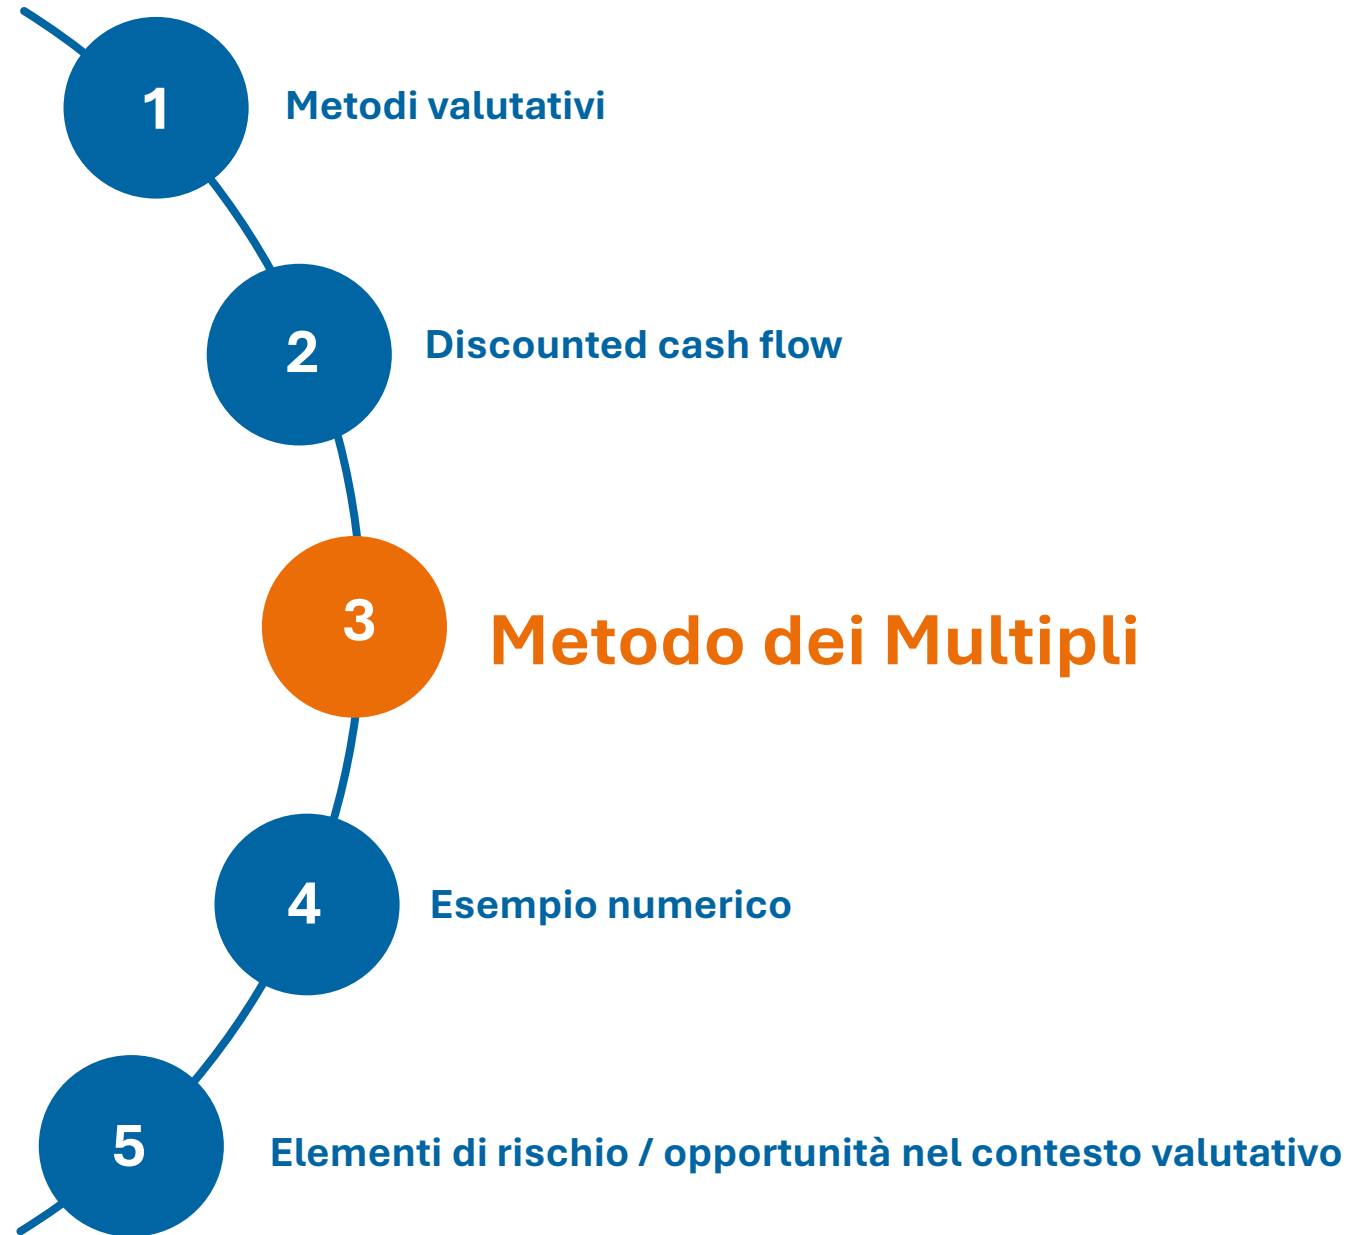 1
Metodi valutativi
2
Discounted cash flow
3
Metodo dei Multipli
4
Esempio numerico
5
Elementi di rischio / opportunità nel contesto valutativo